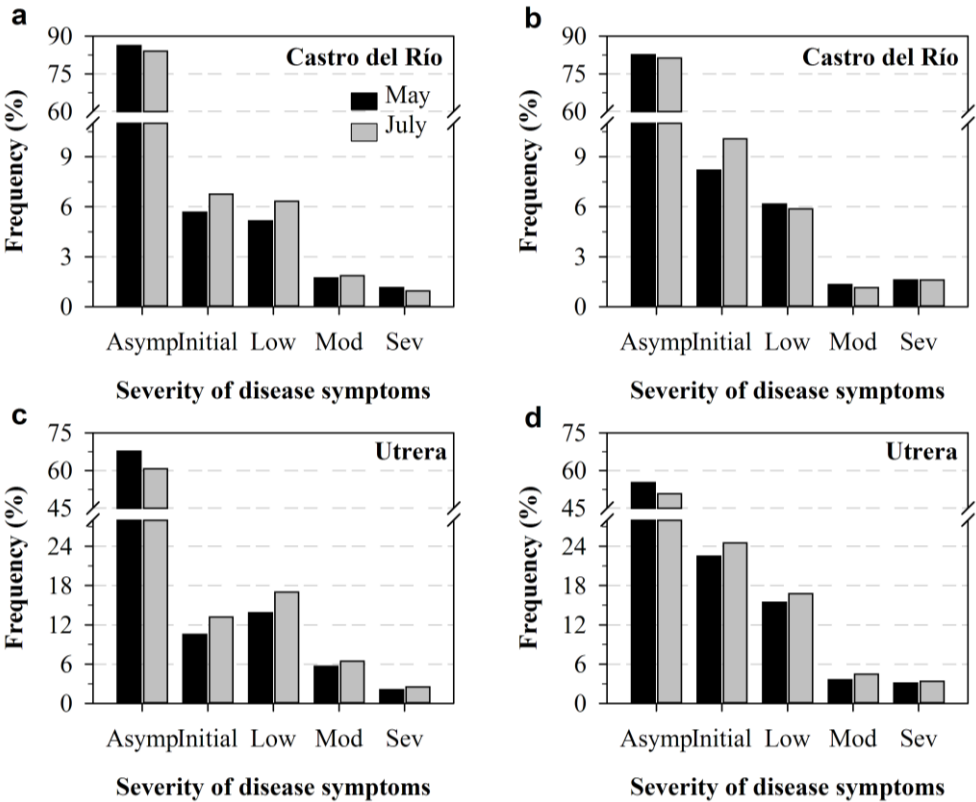 a
Castro del Río
May
July
Frequency (%)
90
75
60
9
6
3
0
Asymp Initial Low Mod Sev
Severity of disease symptoms
b
Castro del Río
Frequency (%)
90
75
60
9
6
3
0
Asymp Initial Low Mod Sev
Severity of disease symptoms
c
Utrera
Frequency (%)
75
60
45
24
18
12
6
0
Asymp Initial Low Mod Sev
Severity of disease symptoms
d
Utrera
Frequency (%)
75
60
45
24
18
12
6
0
Asymp Initial Low Mod Sev
Severity of disease symptoms